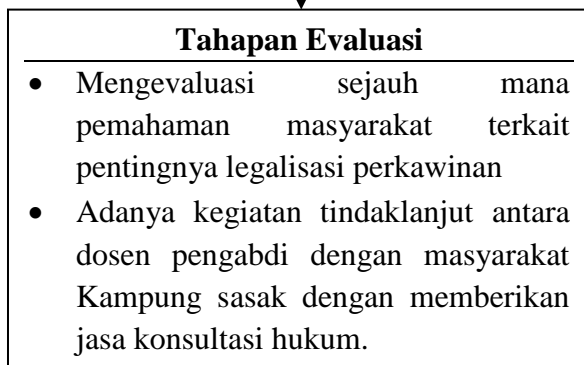 Tahapan Evaluasi
• Mengevaluasi sejauh mana
pemahaman masyarakat terkait
pentingnya legalisasi perkawinan
• Adanya kegiatan tindaklanjut antara
dosen pengabdi dengan masyarakat
Kampung sasak dengan memberikan
jasa konsultasi hukum.